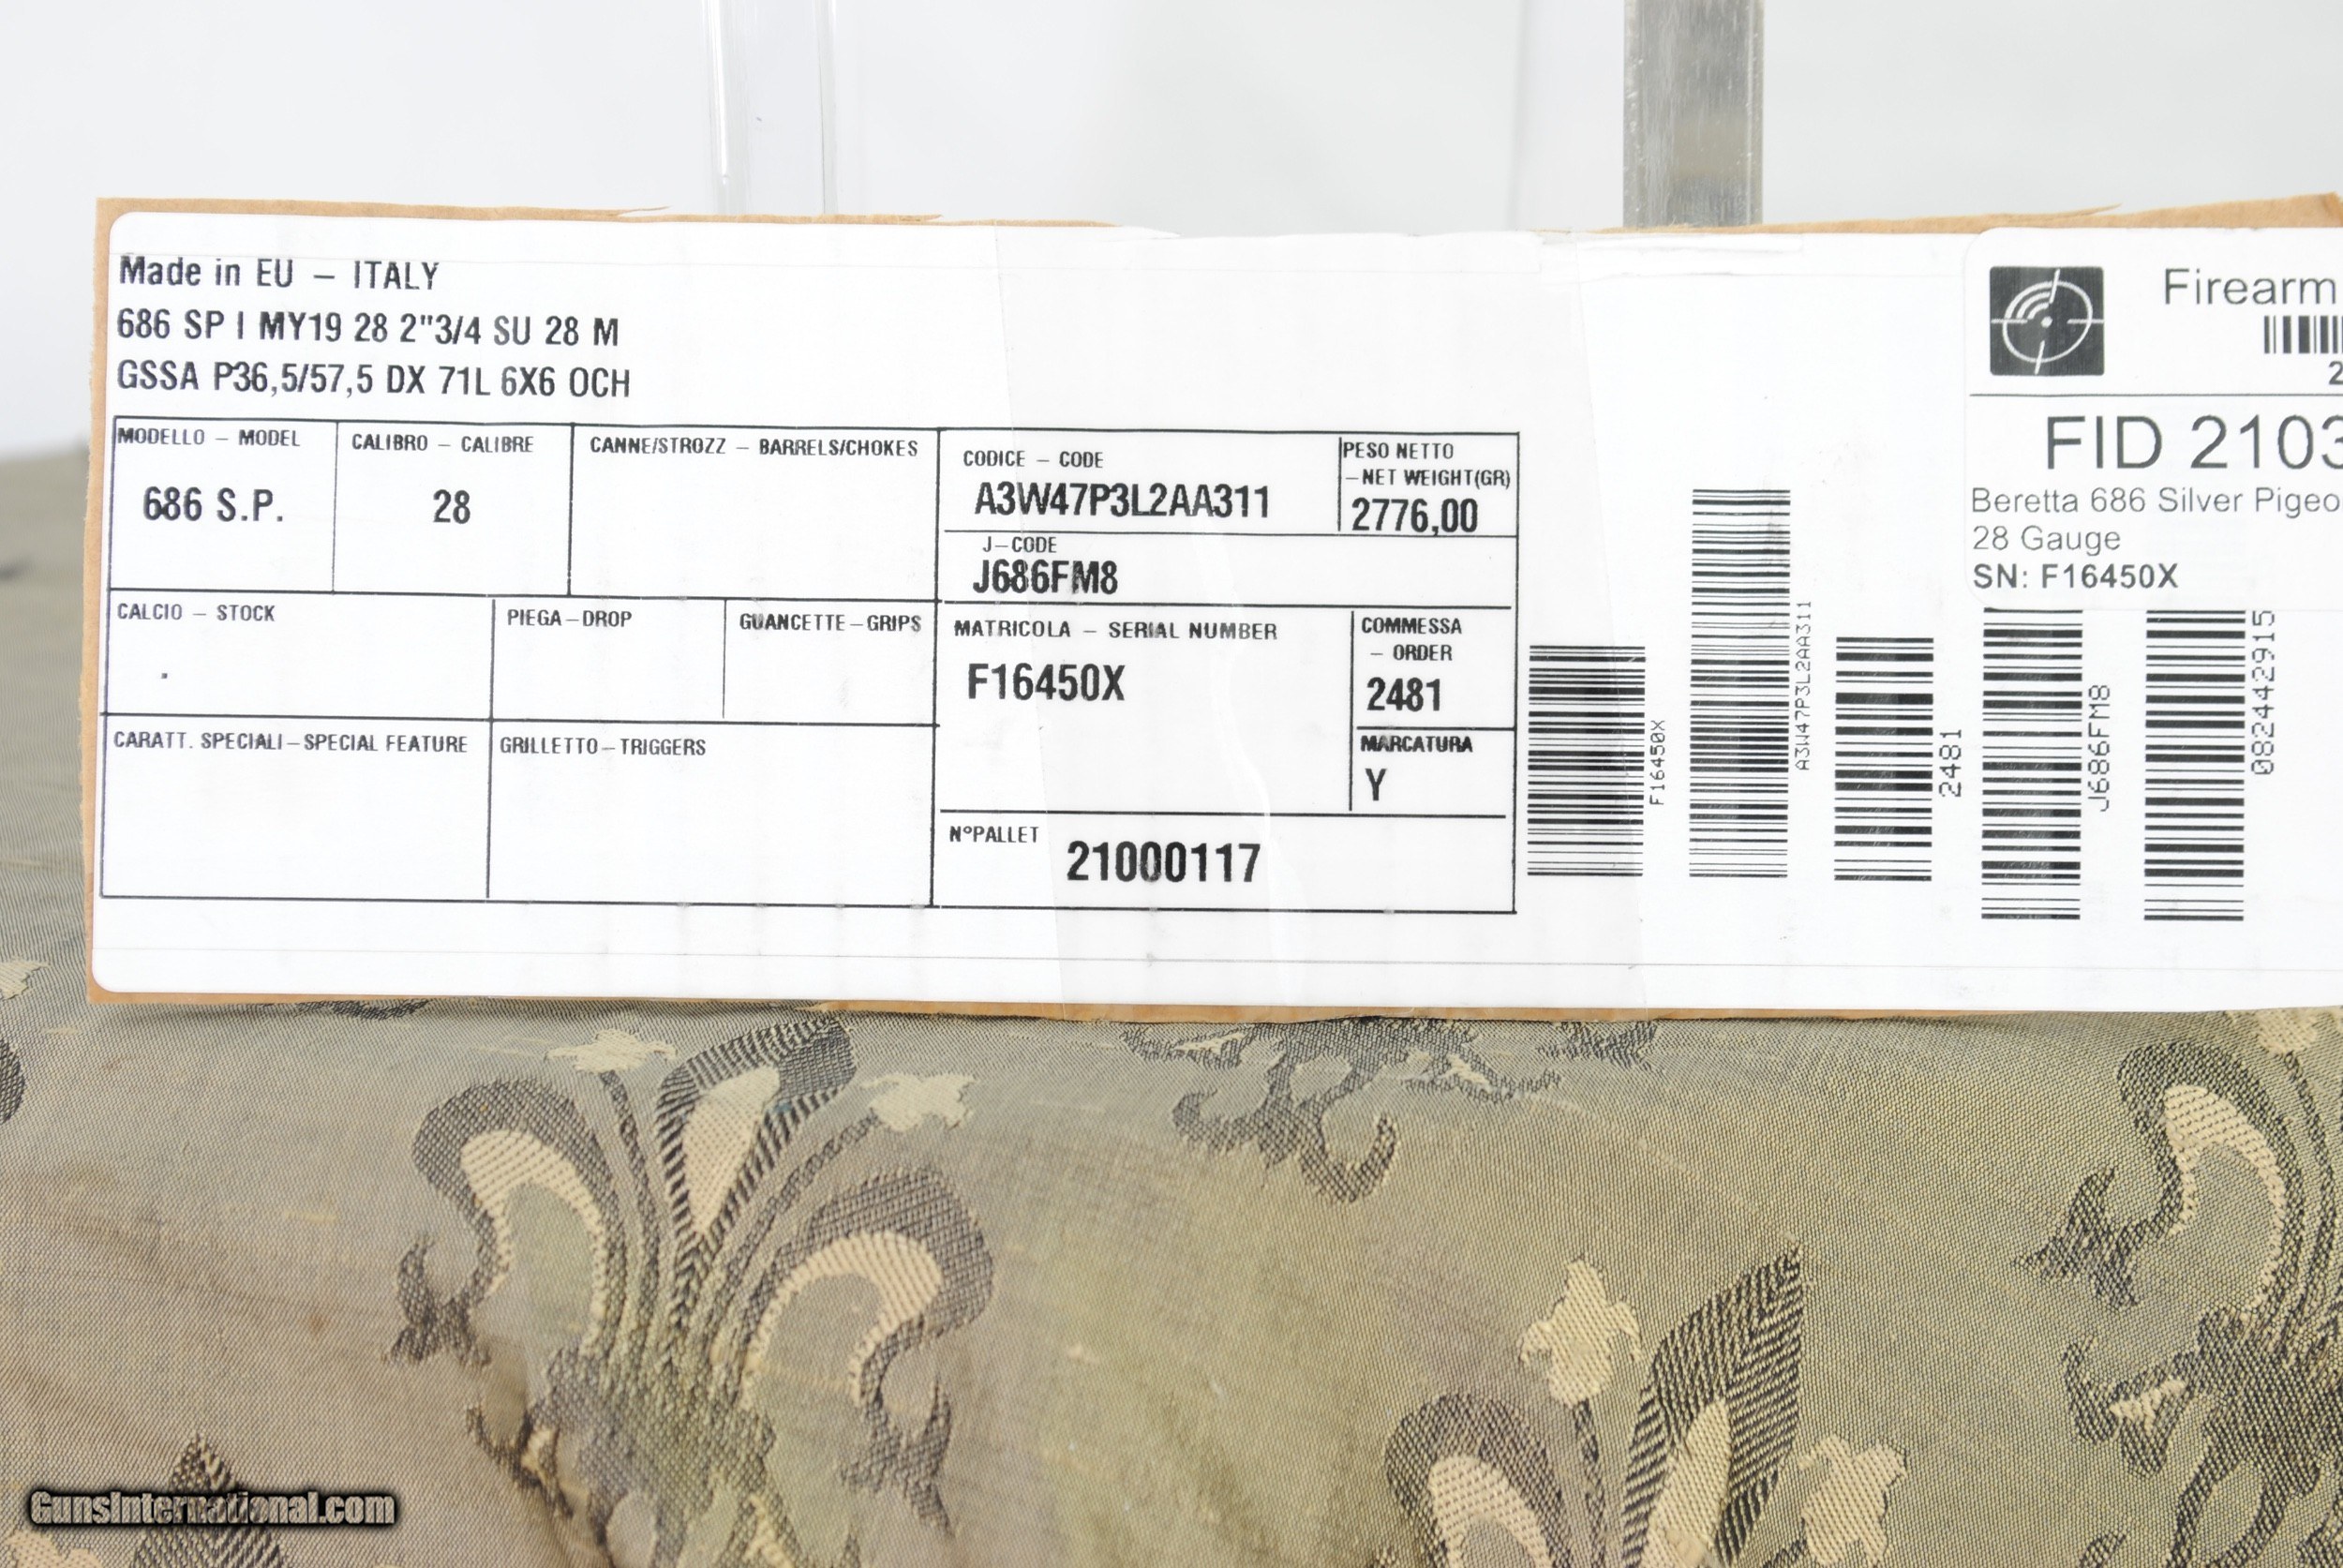 Made in EU – ITALY
686 SP I MY19 28 2"3/4 SU 28 M
GSSA P36,5/57,5 DX 71L 6X6 OCH
MODELLO – MODEL
686 S.P.
CALIBRO – CALIBRE
28
CANNE/STROZZ – BARRELS/CHOKES
CODICE – CODE
A3W47P3L2AA311
PESO NETTO
–NET WEIGHT(GR)
2776,00
J–CODE
J686FM8
CALCIO – STOCK
.
PIEGA–DROP
GUANCETTE–GRIPS
MATRICOLA – SERIAL NUMBER
F16450X
COMMESSA
– ORDER
2481
MARCATURA
Y
CARATT. SPECIALI–SPECIAL FEATURE
GRILLETTO–TRIGGERS
N°PALLET
21000117
F16450X
A3W47P3L2AA311
2481
J686FM8
082442915
Firearm
2
FID 2103
Beretta 686 Silver Pigeo
28 Gauge
SN: F16450X
GunsInternational.com